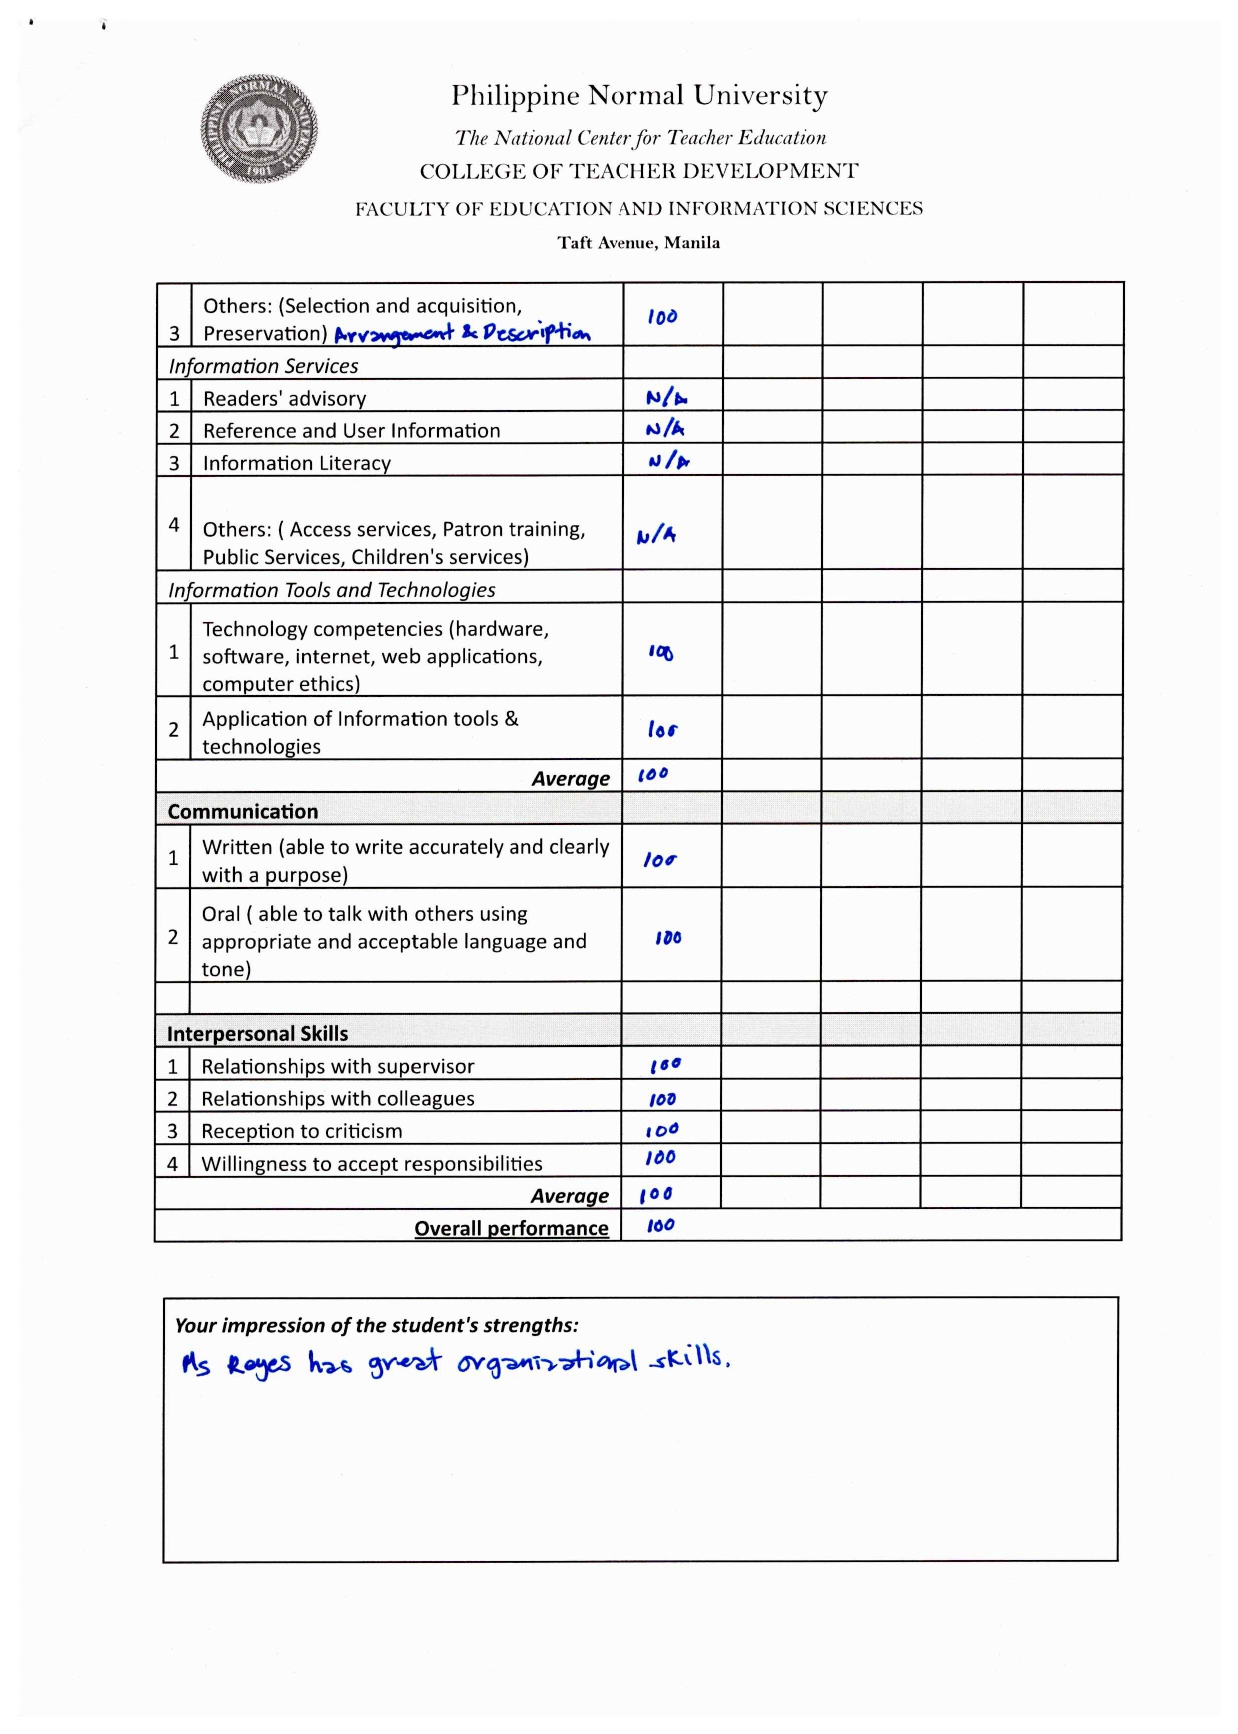 PHILIPPINE NORMAL UNIVERSITY
1901
Philippine Normal University
The National Center for Teacher Education
COLLEGE OF TEACHER DEVELOPMENT
FACULTY OF EDUCATION AND INFORMATION SCIENCES
Taft Avenue, Manila
Others: (Selection and acquisition,
3 Preservation) Arrangement & Description 100
Information Services
1 Readers' advisory N/A
2 Reference and User Information N/A
3 Information Literacy N/A
4 Others: ( Access services, Patron training, N/A
Public Services, Children's services)
Information Tools and Technologies
Technology competencies (hardware,
1 software, internet, web applications, 100
computer ethics)
2 Application of Information tools & 100
technologies
Average 100
Communication
1 Written (able to write accurately and clearly 100
with a purpose)
Oral ( able to talk with others using
2 appropriate and acceptable language and 100
tone)
Interpersonal Skills
1 Relationships with supervisor 100
2 Relationships with colleagues 100
3 Reception to criticism 100
4 Willingness to accept responsibilities 100
Average 100
Overall performance 100
Your impression of the student's strengths:
Ms Reyes has great organizational skills.